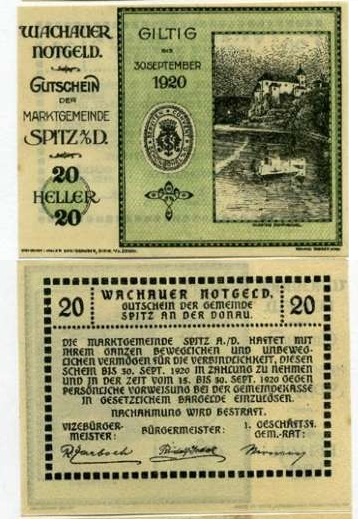 WACHAUER
NOTGELD.
GUTSCHEIN
DER
MARKTGEMEINDE
SPITZ A/D.
20
HELLER
20
GILTIG
BIS
30.SEPTEMBER
1920
20
WACHAUER NOTGELD.
GUTSCHEIN DER GEMEINDE
SPITZ AN DER DONAU.
20
DIE MARKTGEMEINDE SPITZ A./D. HAFTET MIT
IHREM GANZEN BEWEGLICHEN UND UNBEWEG-
LICHEN VERMÖGEN FÜR DIE VERBINDLICHKEIT, DIESEN
SCHEIN BIS 30. SEPT. 1920 IN ZAHLUNG ZU NEHMEN
UND IN DER ZEIT VOM 15. BIS 30. SEPT. 1920 GEGEN
PERSÖNLICHE VORWEISUNG BEI DER GEMEINDEKASSE
IN GESETZLICHEM BARGELDE EINZULÖSEN.
NACHAHMUNG WIRD BESTRAFT.
VIZEBÜRGER-
MEISTER:
BÜRGERMEISTER:
1. GESCHÄFTSF.
GEM.-RAT: